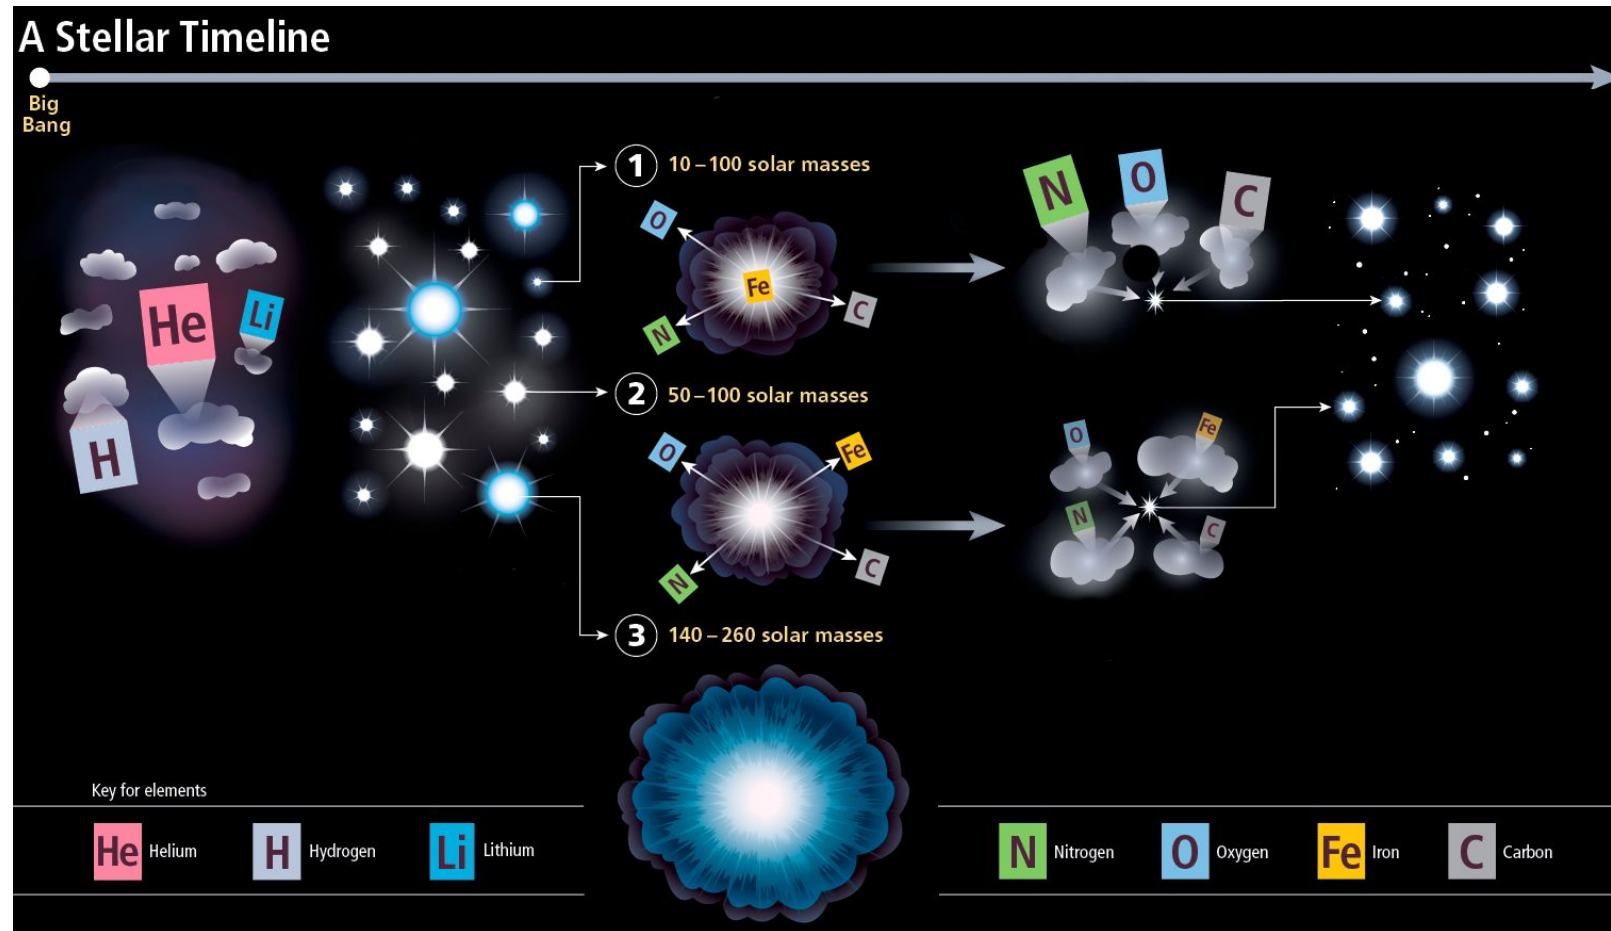 A Stellar Timeline
Big
Bang
He
Li
H
1 10–100 solar masses
O
Fe
C
N
2 50–100 solar masses
O
Fe
N
C
3 140–260 solar masses
N
O
C
O
Fe
N
C
Key for elements
He Helium
H Hydrogen
Li Lithium
N Nitrogen
O Oxygen
Fe Iron
C Carbon